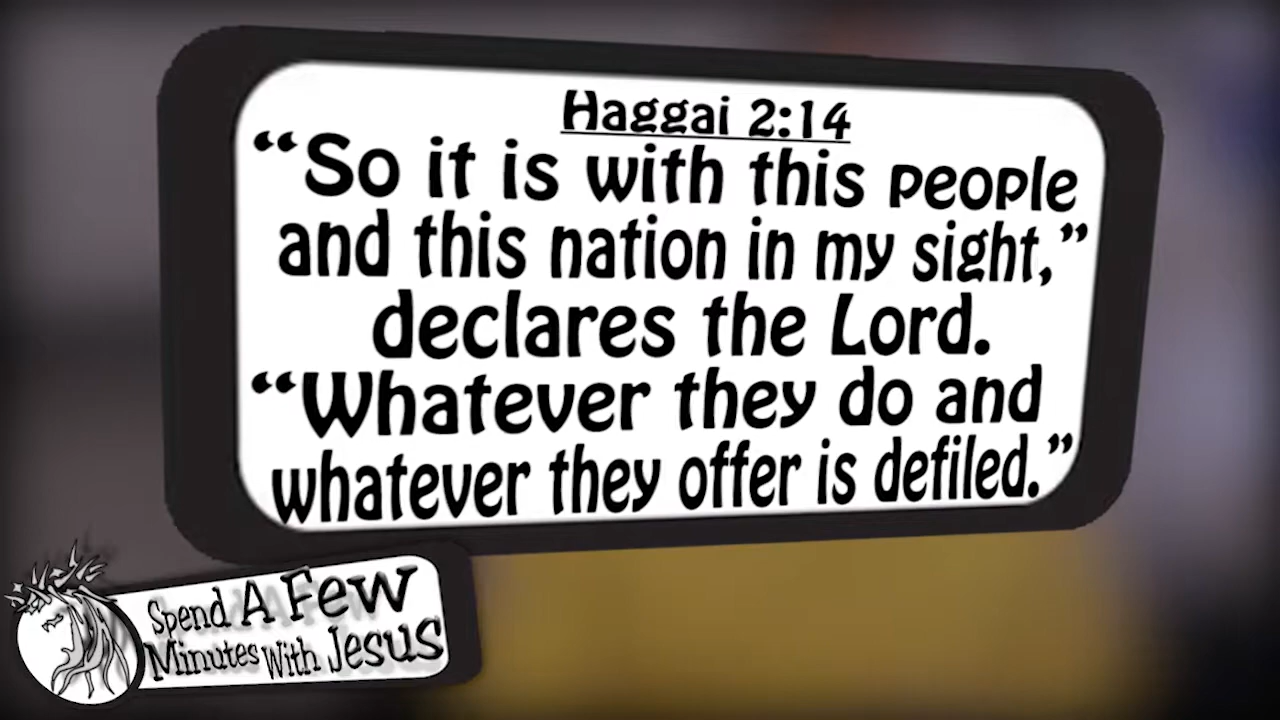 Haggai 2:14
“So it is with this people
and this nation in my sight,”
declares the Lord.
“Whatever they do and
whatever they offer is defiled.”
Spend A Few
Minutes With Jesus